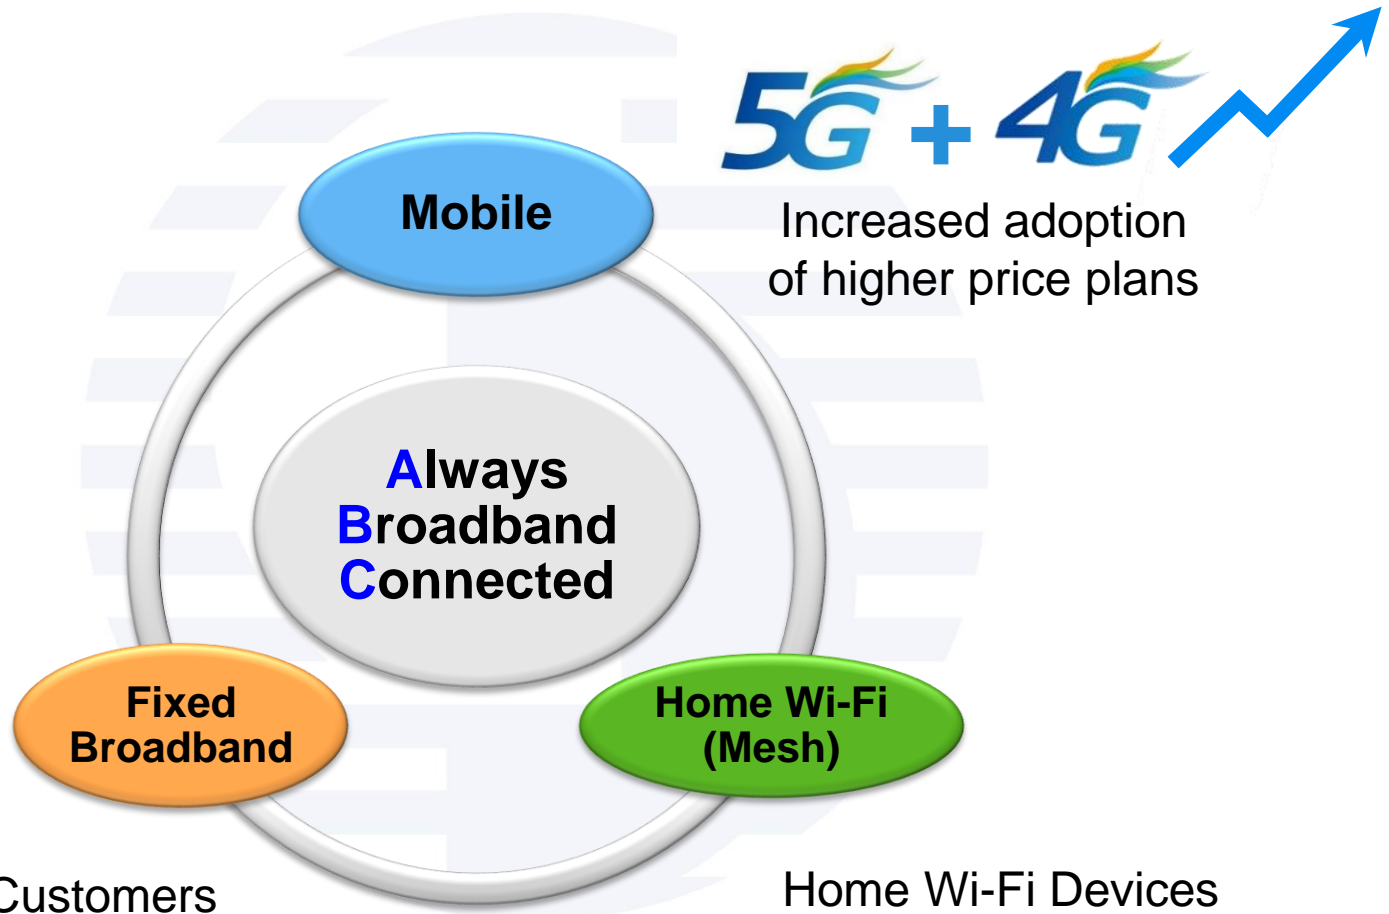 5G + 4G
Mobile
Increased adoption
of higher price plans
Always
Broadband
Connected
Fixed
Broadband
Home Wi-Fi
(Mesh)
Customers
Home Wi-Fi Devices